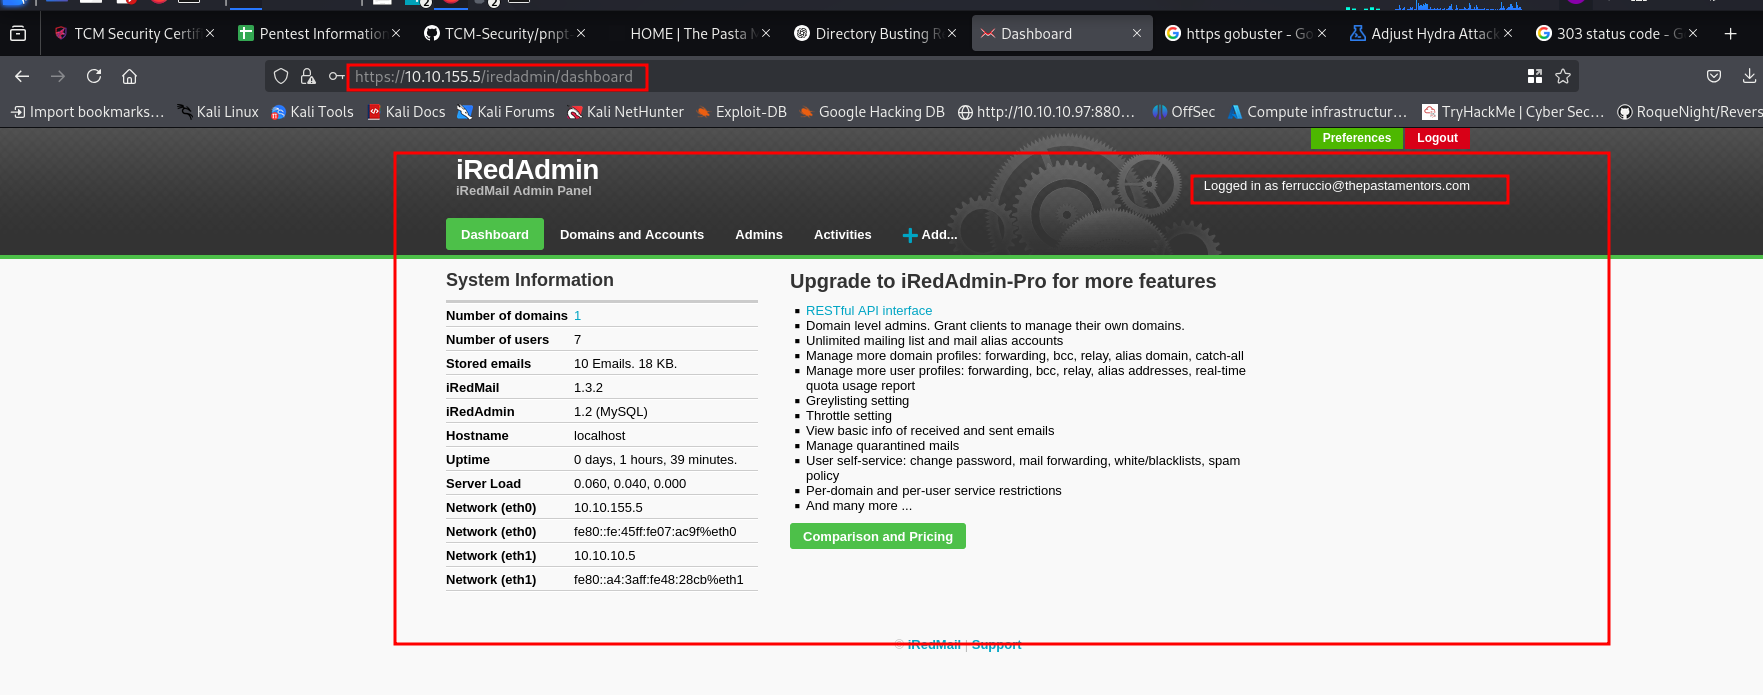 TCM Security Certif
Pentest Information
TCM-Security/pnpt-
HOME | The Pasta M
Directory Busting R
Dashboard
https gobuster - Go
Adjust Hydra Attack
303 status code - G
https://10.10.155.5/iredadmin/dashboard
Import bookmarks...
Kali Linux
Kali Tools
Kali Docs
Kali Forums
Kali NetHunter
Exploit-DB
Google Hacking DB
http://10.10.10.97:880...
OffSec
Compute infrastructur...
TryHackMe | Cyber Sec...
RoqueNight/Revers
Preferences
Logout
iRedAdmin
iRedMail Admin Panel
Logged in as ferruccio@thepastamentors.com
Dashboard
Domains and Accounts
Admins
Activities
Add...
System Information
Number of domains 1
Number of users 7
Stored emails 10 Emails. 18 KB.
iRedMail 1.3.2
iRedAdmin 1.2 (MySQL)
Hostname localhost
Uptime 0 days, 1 hours, 39 minutes.
Server Load 0.060, 0.040, 0.000
Network (eth0) 10.10.155.5
Network (eth0) fe80::fe:45ff:fe07:ac9f%eth0
Network (eth1) 10.10.10.5
Network (eth1) fe80::a4:3aff:fe48:28cb%eth1
Upgrade to iRedAdmin-Pro for more features
RESTful API interface
Domain level admins. Grant clients to manage their own domains.
Unlimited mailing list and mail alias accounts
Manage more domain profiles: forwarding, bcc, relay, alias domain, catch-all
Manage more user profiles: forwarding, bcc, relay, alias addresses, real-time
quota usage report
Greylisting setting
Throttle setting
View basic info of received and sent emails
Manage quarantined mails
User self-service: change password, mail forwarding, white/blacklists, spam
policy
Per-domain and per-user service restrictions
And many more ...
Comparison and Pricing
© iRedMail | Support